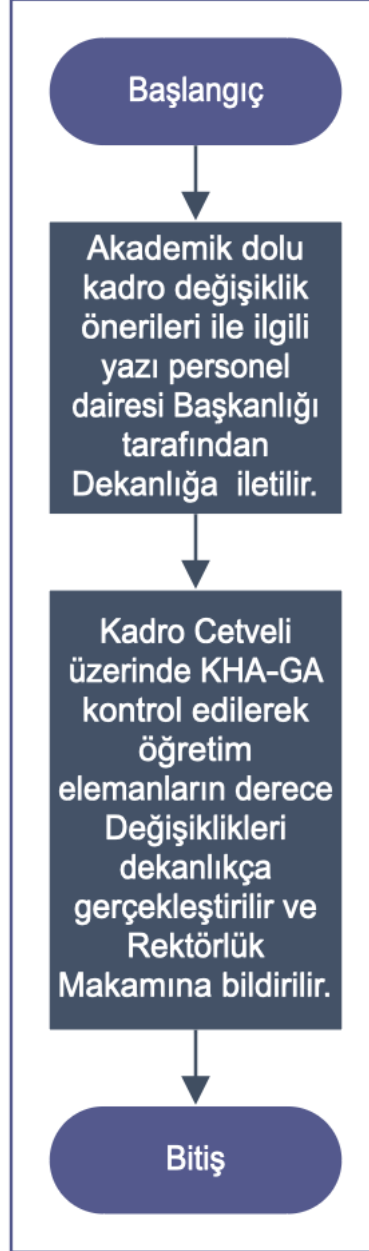 Başlangıç
Akademik dolu
kadro değişiklik
önerileri ile ilgili
yazı personel
dairesi Başkanlığı
tarafından
Dekanlığa iletilir.
Kadro Cetveli
üzerinde KHA-GA
kontrol edilerek
öğretim
elemanların derece
Değişiklikleri
dekanlıkça
gerçekleştirilir ve
Rektörlük
Makamına bildirilir.
Bitiş